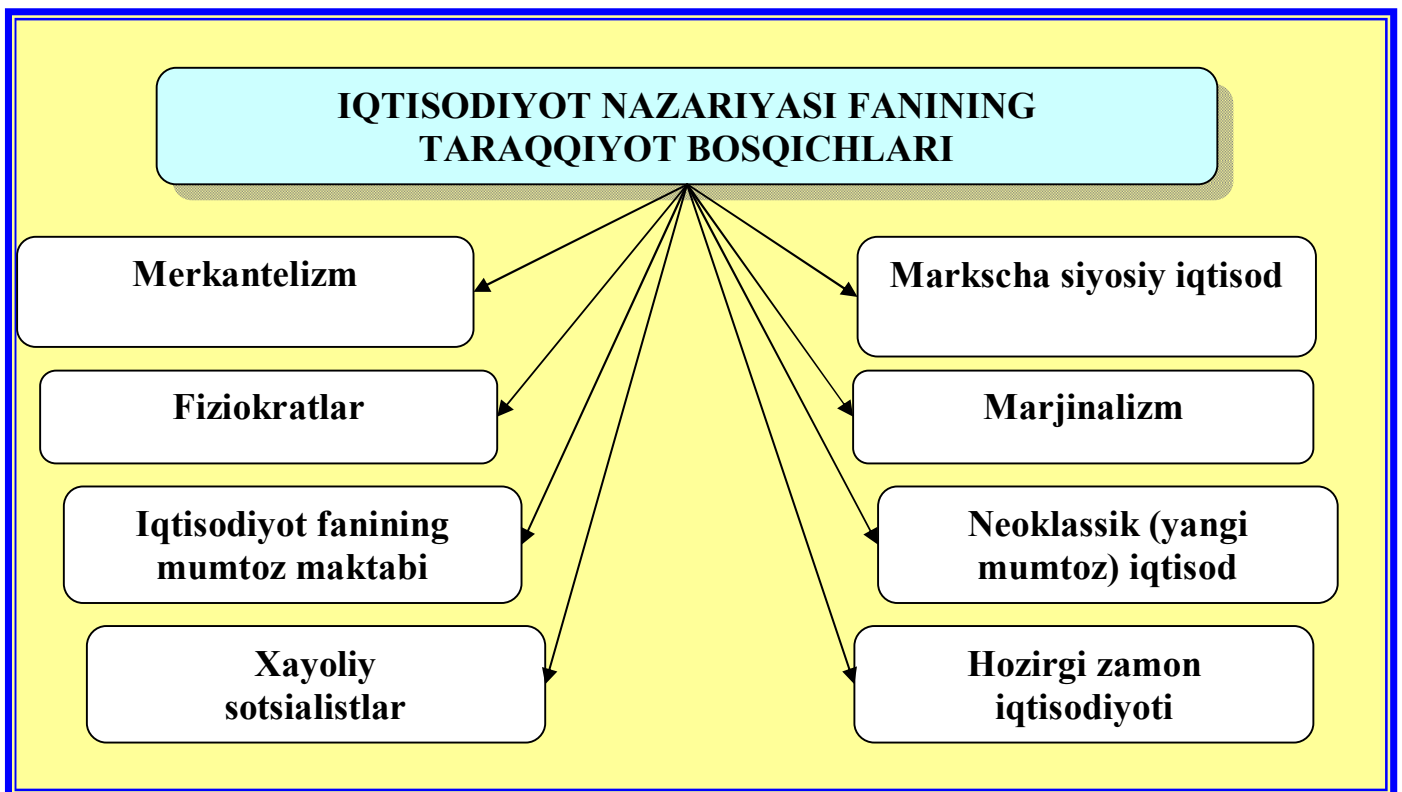 IQTISODIYOT NAZARIYASI FANINING
TARAQQIYOT BOSQICHLARI
Merkantelizm
Fiziokratlar
Iqtisodiyot fanining
mumtoz maktabi
Xayoliy
sotsialistlar
Markscha siyosiy iqtisod
Marjinalizm
Neoklassik (yangi
mumtoz) iqtisod
Hozirgi zamon
iqtisodiyoti